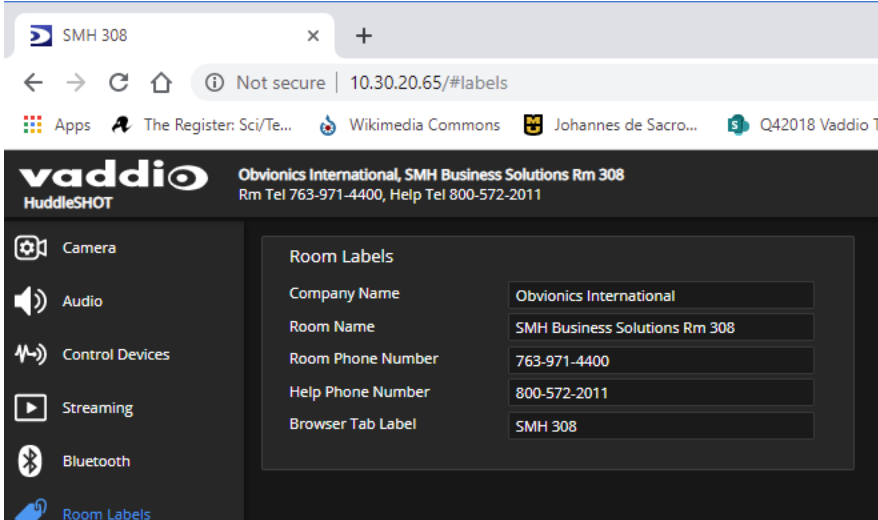 SMH 308
Not secure | 10.30.20.65/#labels
Apps The Register: Sci/Te... Wikimedia Commons Johannes de Sacro... Q42018 Vaddio
vaddio
HuddleSHOT
Obvionics International, SMH Business Solutions Rm 308
Rm Tel 763-971-4400, Help Tel 800-572-2011
Camera
Audio
Control Devices
Streaming
Bluetooth
Room Labels
Room Labels
Company Name Obvionics International
Room Name SMH Business Solutions Rm 308
Room Phone Number 763-971-4400
Help Phone Number 800-572-2011
Browser Tab Label SMH 308